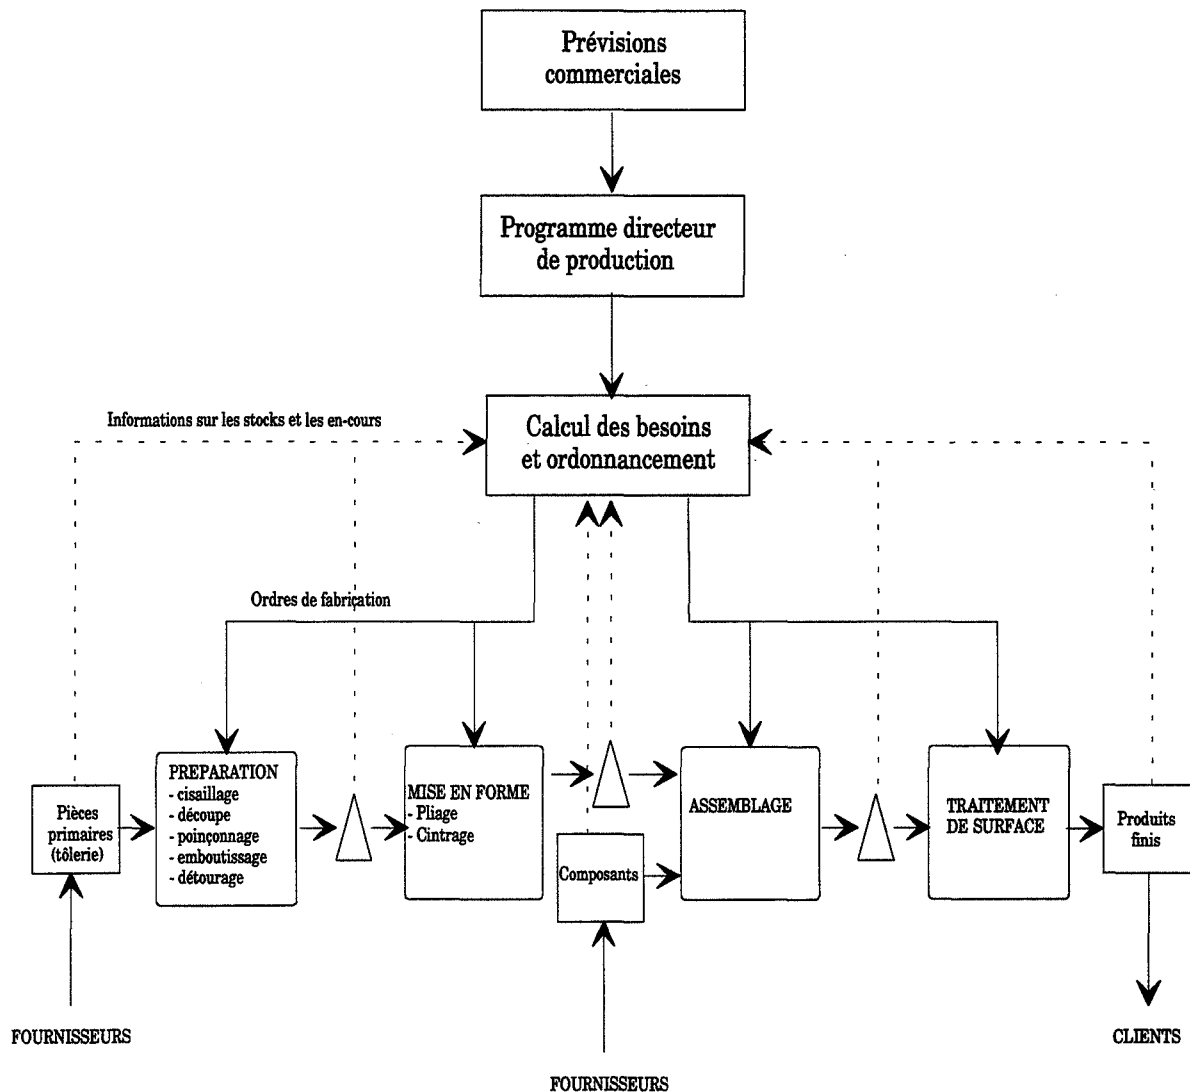 Prévisions
commerciales
Programme directeur
de production
Informations sur les stocks et les en-cours
Calcul des besoins
et ordonnancement
Ordres de fabrication
PREPARATION
- cisaillage
- découpe
- poinçonnage
- emboutissage
- détourage
MISE EN FORME
- Pliage
- Cintrage
ASSEMBLAGE
TRAITEMENT
DE SURFACE
Pièces
primaires
(tôlerie)
Composants
Produits
finis
FOURNISSEURS
CLIENTS
FOURNISSEURS